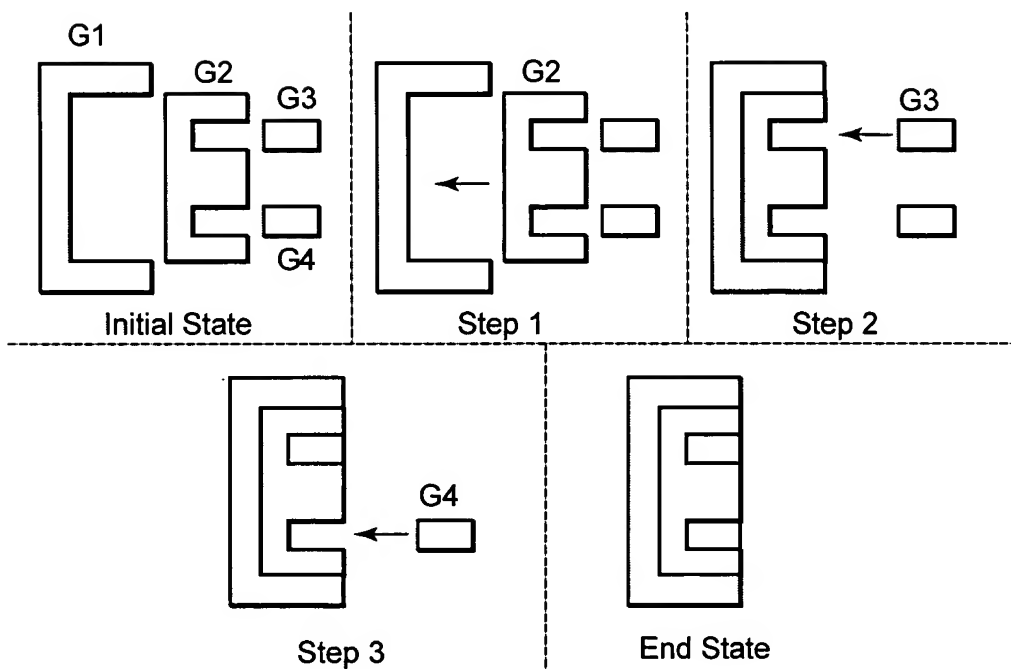 G1
G2
G3
G4
Initial State
G2
Step 1
G3
Step 2
G4
Step 3
End State